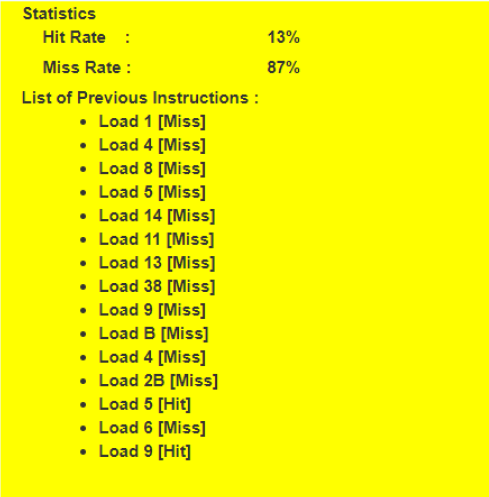 Statistics
Hit Rate : 13%
Miss Rate : 87%
List of Previous Instructions :
• Load 1 [Miss]
• Load 4 [Miss]
• Load 8 [Miss]
• Load 5 [Miss]
• Load 14 [Miss]
• Load 11 [Miss]
• Load 13 [Miss]
• Load 38 [Miss]
• Load 9 [Miss]
• Load B [Miss]
• Load 4 [Miss]
• Load 2B [Miss]
• Load 5 [Hit]
• Load 6 [Miss]
• Load 9 [Hit]